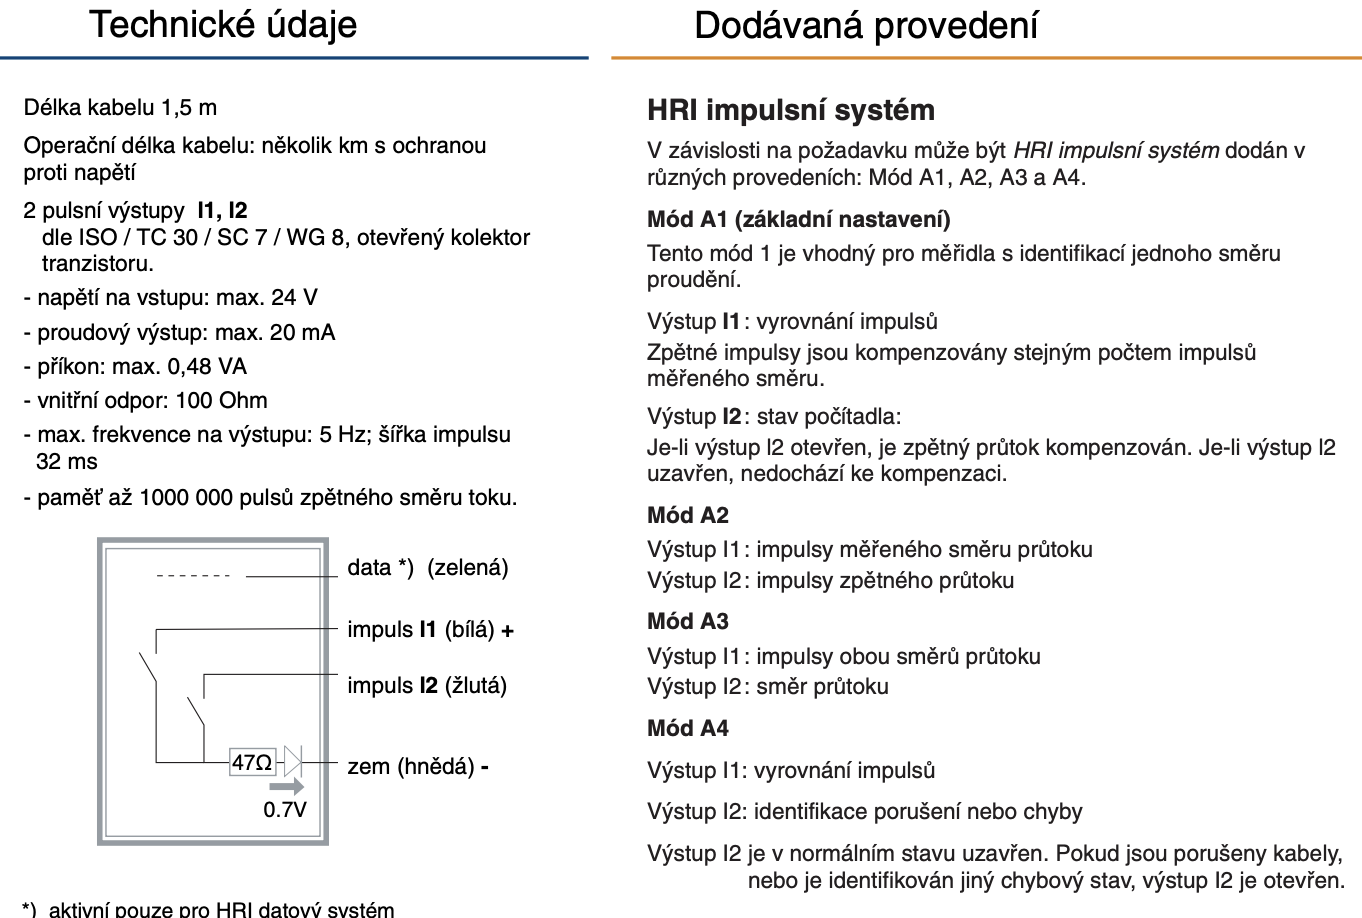 Technické údaje
Délka kabelu 1,5 m
Operační délka kabelu: několik km s ochranou
proti napětí
2 pulsní výstupy I1, I2
dle ISO / TC 30 / SC 7 / WG 8, otevřený kolektor
tranzistoru.
- napětí na vstupu: max. 24 V
- proudový výstup: max. 20 mA
- příkon: max. 0,48 VA
- vnitřní odpor: 100 Ohm
- max. frekvence na výstupu: 5 Hz; šířka impulsu
32 ms
- paměť až 1000 000 pulsů zpětného směru toku.
data *) (zelená)
impuls I1 (bílá) +
impuls I2 (žlutá)
47Ω
zem (hnědá) -
0.7V
*) aktivní pouze pro HRI datový systém
Dodávaná provedení
HRI impulsní systém
V závislosti na požadavku může být HRI impulsní systém dodán v
různých provedeních: Mód A1, A2, A3 a A4.
Mód A1 (základní nastavení)
Tento mód 1 je vhodný pro měřidla s identifikací jednoho směru
proudění.
Výstup I1: vyrovnání impulsů
Zpětné impulsy jsou kompenzovány stejným počtem impulsů
měřeného směru.
Výstup I2: stav počítadla:
Je-li výstup I2 otevřen, je zpětný průtok kompenzován. Je-li výstup I2
uzavřen, nedochází ke kompenzaci.
Mód A2
Výstup I1: impulsy měřeného směru průtoku
Výstup I2: impulsy zpětného průtoku
Mód A3
Výstup I1: impulsy obou směrů průtoku
Výstup I2: směr průtoku
Mód A4
Výstup I1: vyrovnání impulsů
Výstup I2: identifikace porušení nebo chyby
Výstup I2 je v normálním stavu uzavřen. Pokud jsou porušeny kabely,
nebo je identifikován jiný chybový stav, výstup I2 je otevřen.